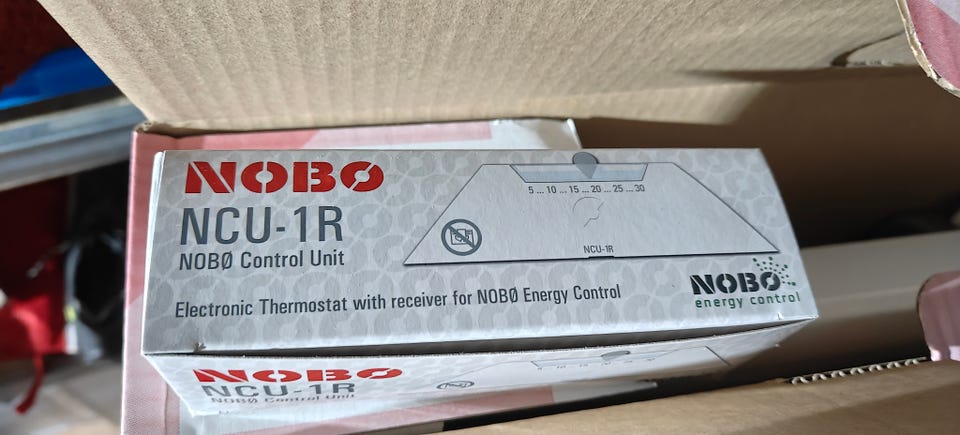 NOBØ
NCU-1R
NOBØ Control Unit
Electronic Thermostat with receiver for NOBØ Energy Control
5 ... 10 ... 15 ... 20 ... 25 ... 30
NCU-1R
NOBØ
energy control
NOBØ
NCU-1R
NOBØ Control Unit